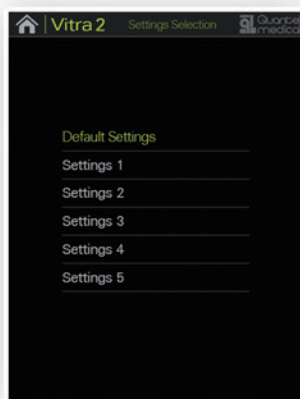 Vitra 2 Settings Selection Quantel medical
Default Settings
Settings 1
Settings 2
Settings 3
Settings 4
Settings 5